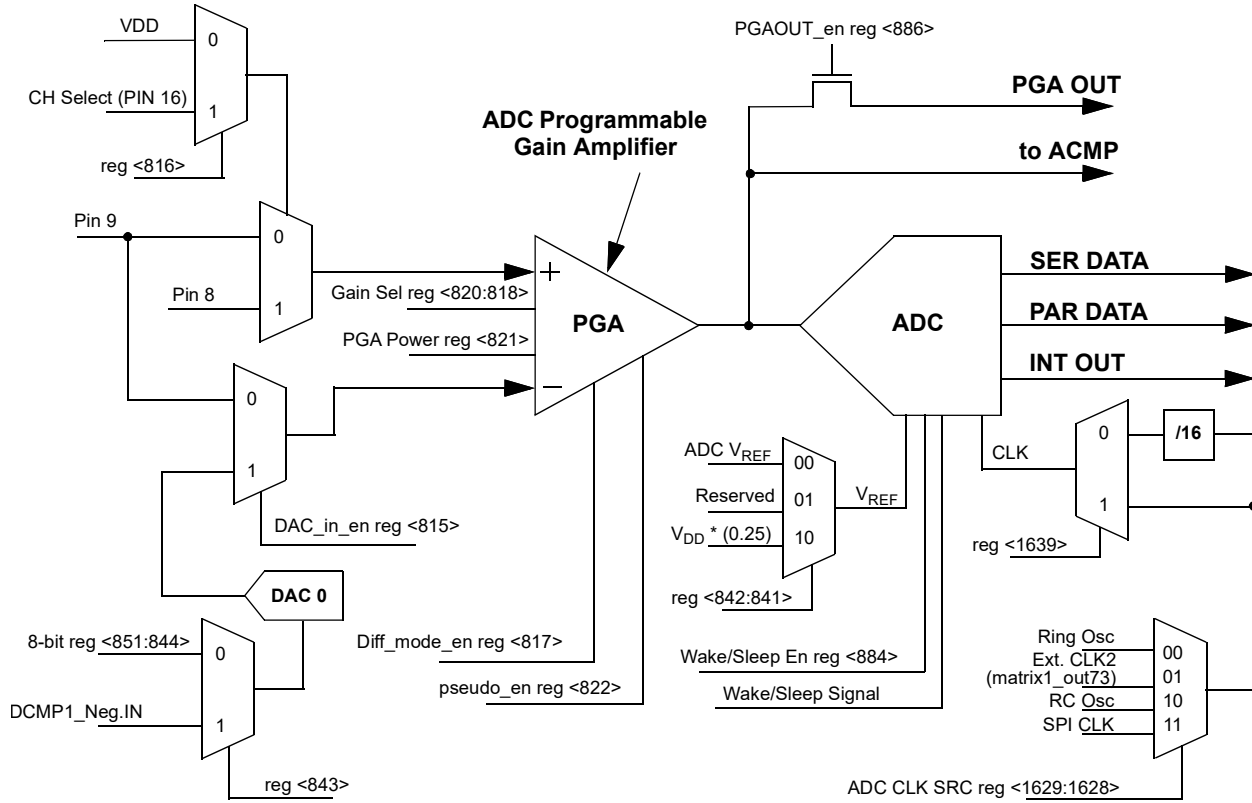 VDD
0
CH Select (PIN 16)
1
reg <816>
PGAOUT_en reg <886>
PGA OUT
to ACMP
ADC Programmable
Gain Amplifier
Pin 9
0
Pin 8
1
+
Gain Sel reg <820:818>
PGA
PGA Power reg <821>
−
ADC
SER DATA
PAR DATA
INT OUT
0
1
DAC_in_en reg <815>
DAC 0
8-bit reg <851:844>
0
DCMP1_Neg.IN
1
reg <843>
Diff_mode_en reg <817>
pseudo_en reg <822>
ADC VREF
00
Reserved
01
VDD * (0.25)
10
VREF
reg <842:841>
Wake/Sleep En reg <884>
Wake/Sleep Signal
CLK
0
/16
1
reg <1639>
Ring Osc
00
Ext. CLK2
(matrix1_out73)
01
RC Osc
10
SPI CLK
11
ADC CLK SRC reg <1629:1628>